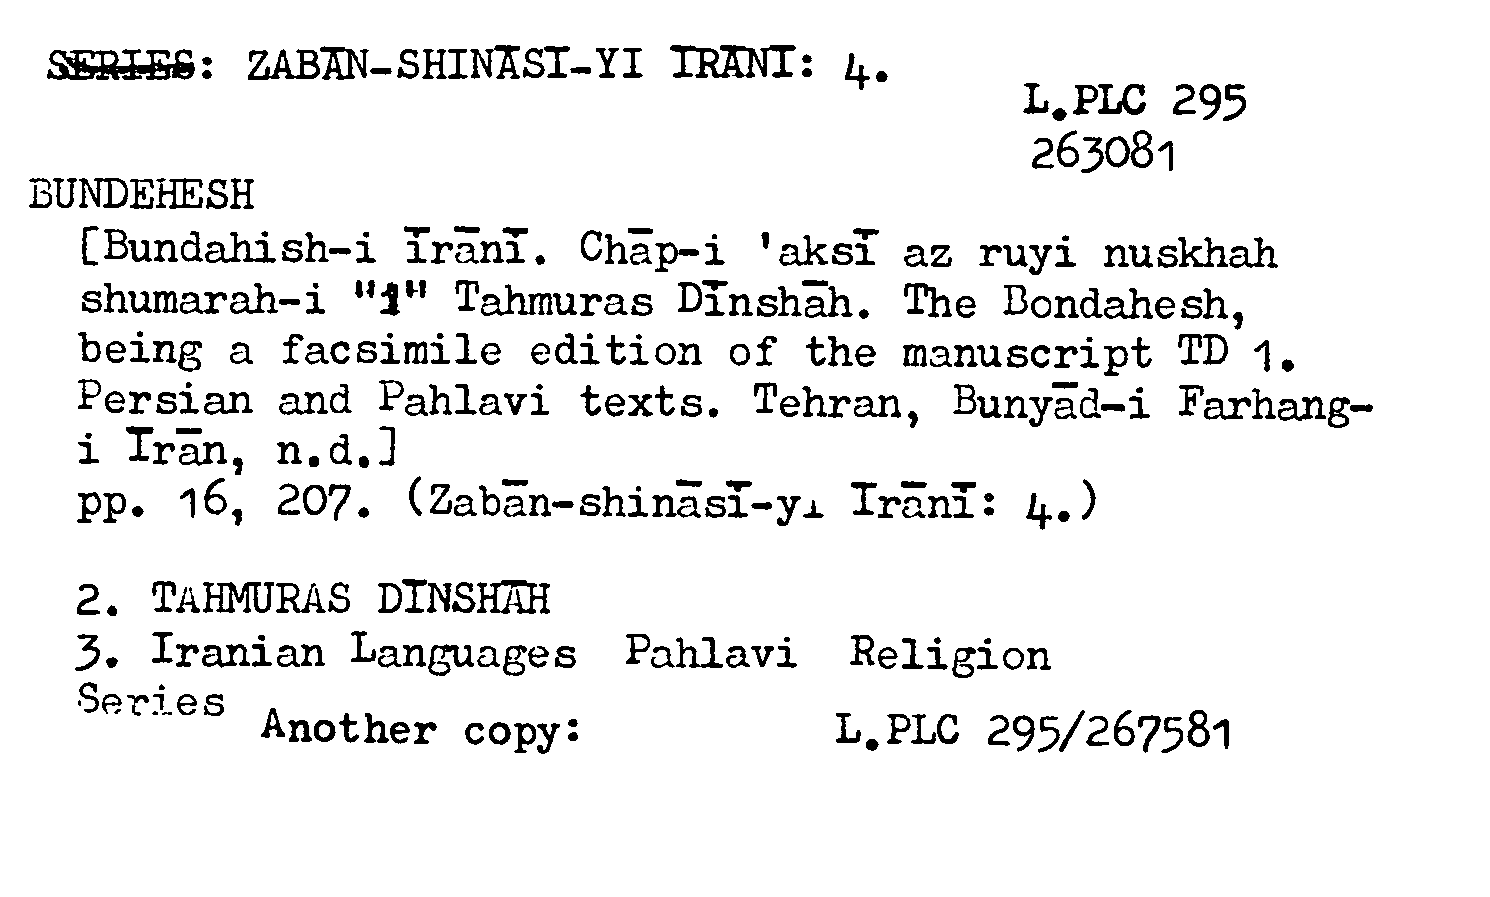 SERIES: ZABĀN-SHINĀSĪ-YI ĪRĀNĪ: 4.
L.PLC 295
263081
BUNDEHESH
[Bundahish-i Īrānī. Chāp-i 'aksī az ruyi nuskhah
shumarah-i "1" Tahmuras Dīnshāh. The Bondahesh,
being a facsimile edition of the manuscript TD 1.
Persian and Pahlavi texts. Tehran, Bunyād-i Farhang-
i Īrān, n.d.]
pp. 16, 207. (Zabān-shināsī-yi Irānī: 4.)
2. TAHMURAS DĪNSHĀH
3. Iranian Languages Pahlavi Religion
Series
Another copy: L.PLC 295/267581